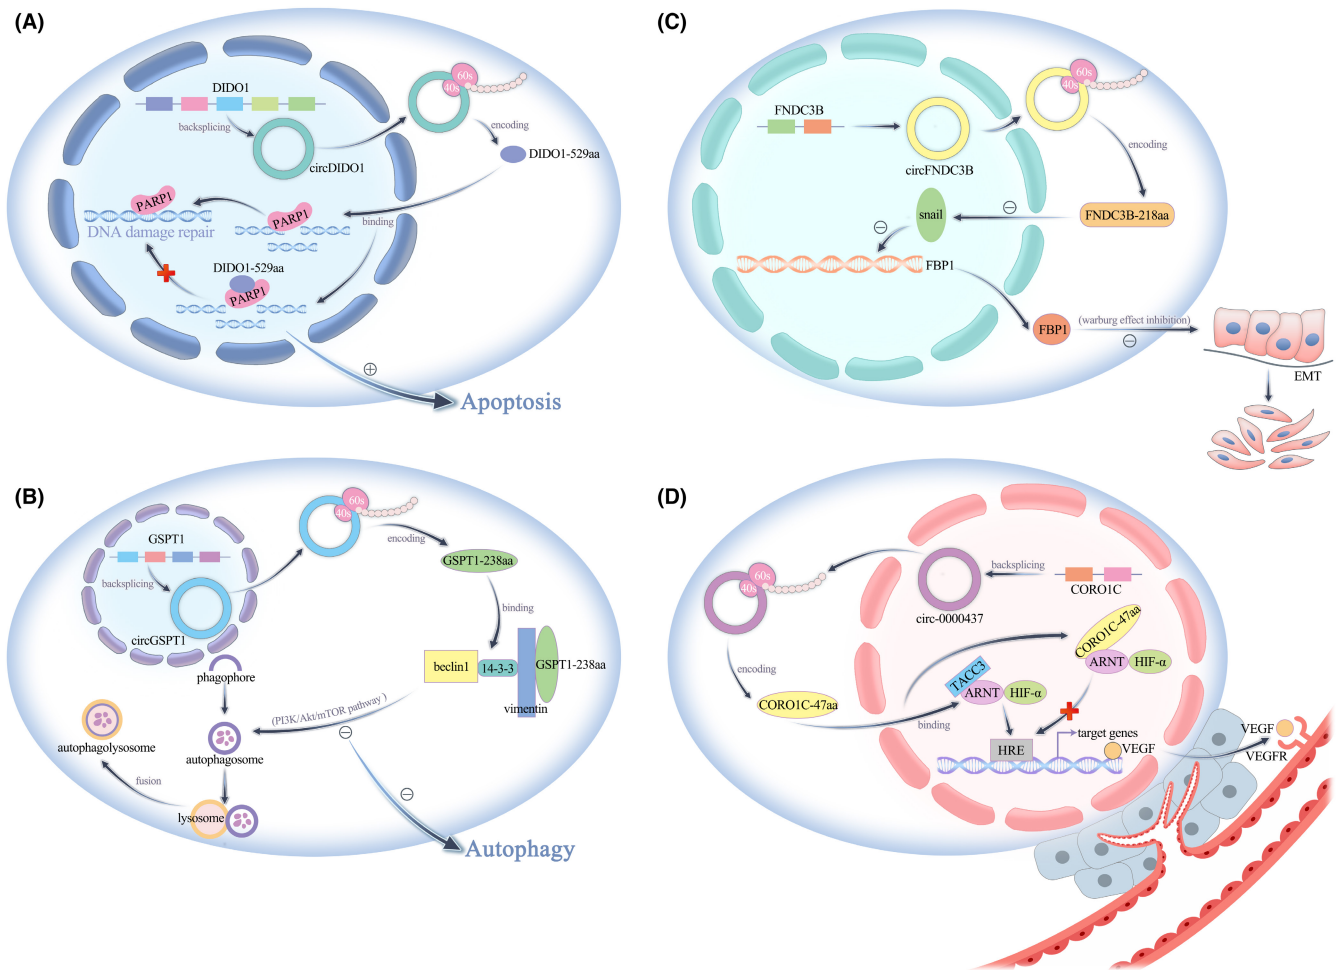 (A)
DIDO1
backsplicing
circDIDO1
60s
40s
encoding
DIDO1-529aa
binding
PARP1
PARP1
DNA damage repair
DIDO1-529aa
PARP1
Apoptosis
(C)
FNDC3B
circFNDC3B
60s
40s
encoding
FNDC3B-218aa
snail
FBP1
FBP1
(warburg effect inhibition)
EMT
(B)
GSPT1
backsplicing
circGSPT1
60s
40s
encoding
GSPT1-238aa
binding
beclin1
14-3-3
GSPT1-238aa
vimentin
phagophore
(PI3K/Akt/mTOR pathway )
autophagolysosome
autophagosome
fusion
lysosome
Autophagy
(D)
60s
40s
backsplicing
CORO1C
circ-0000437
encoding
CORO1C-47aa
binding
TACC3
ARNT
HIF-α
CORO1C-47aa
ARNT
HIF-α
HRE
target genes
VEGF
VEGF
VEGFR